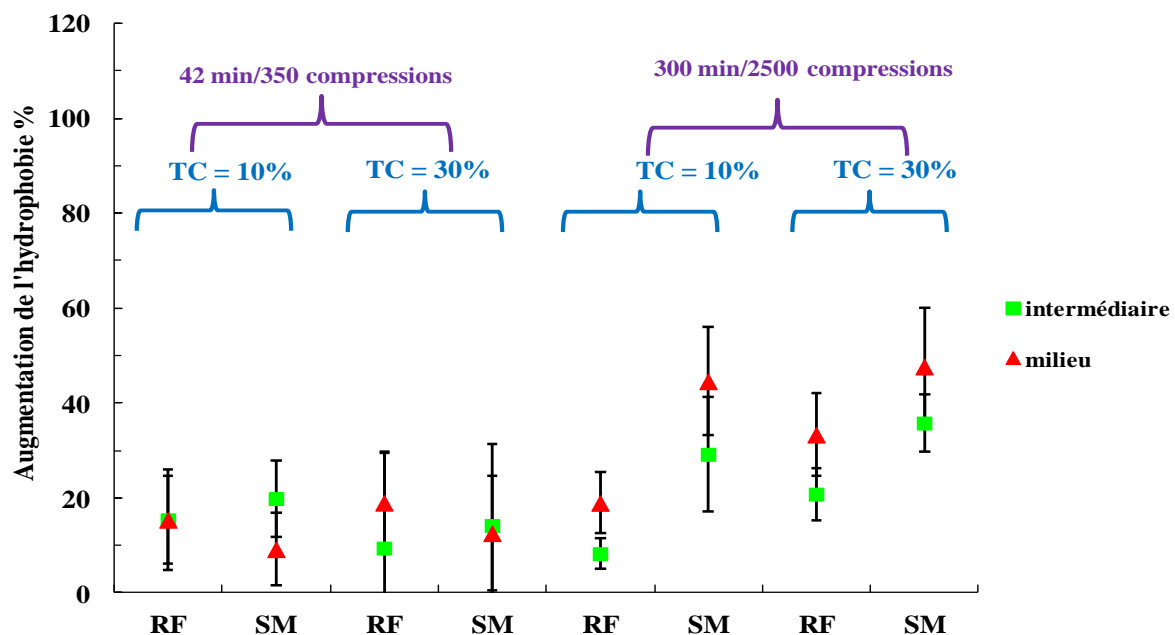 Augmentation de l'hydrophobie %
120
100
80
60
40
20
0
42 min/350 compressions
300 min/2500 compressions
TC = 10%
TC = 30%
TC = 10%
TC = 30%
intermédiaire
milieu
RF SM RF SM RF SM RF SM